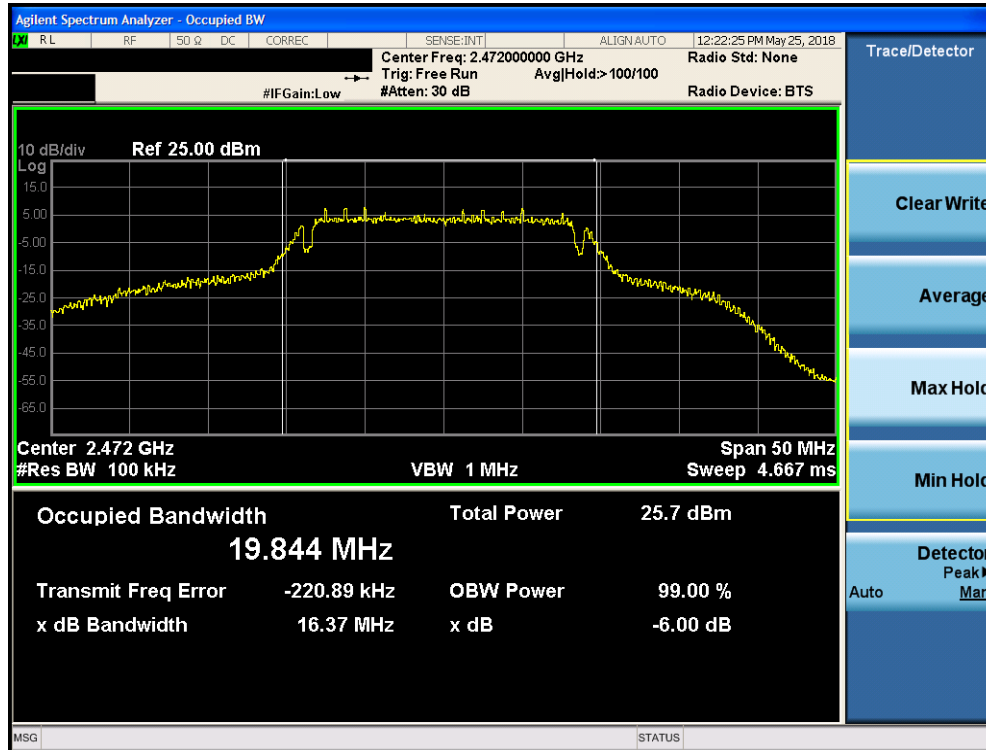 Agilent Spectrum Analyzer - Occupied BW
LXI RL RF 50 Ω DC CORREC SENSE:INT ALIGN AUTO 12:22:25 PM May 25, 2018
Center Freq: 2.472000000 GHz Radio Std: None
Trig: Free Run Avg|Hold:> 100/100
#IFGain:Low #Atten: 30 dB Radio Device: BTS
10 dB/div Ref 25.00 dBm
Log
15.0
5.00
-5.00
-15.0
-25.0
-35.0
-45.0
-55.0
-65.0
Center 2.472 GHz Span 50 MHz
#Res BW 100 kHz VBW 1 MHz Sweep 4.667 ms
Occupied Bandwidth Total Power 25.7 dBm
19.844 MHz
Transmit Freq Error -220.89 kHz OBW Power 99.00 %
x dB Bandwidth 16.37 MHz x dB -6.00 dB
MSG STATUS
Trace/Detector
Clear Write
Average
Max Hold
Min Hold
Detector
Peak
Auto Man